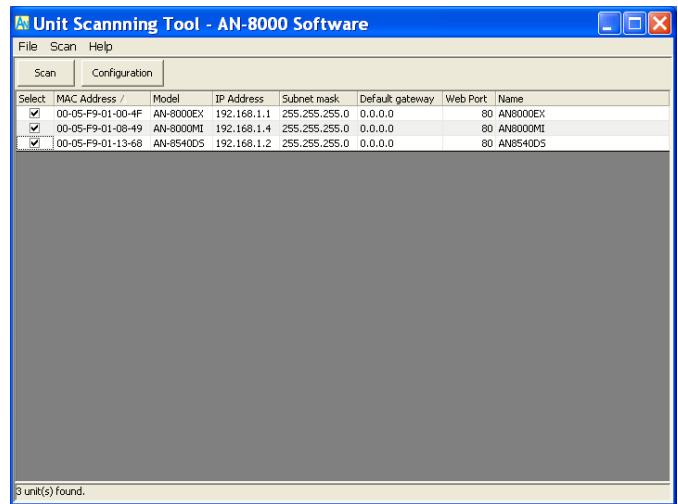 AN Unit Scannning Tool - AN-8000 Software
File Scan Help
Scan Configuration
Select MAC Address / Model IP Address Subnet mask Default gateway Web Port Name
00-05-F9-01-00-4F AN-8000EX 192.168.1.1 255.255.255.0 0.0.0.0 80 AN8000EX
00-05-F9-01-08-49 AN-8000MI 192.168.1.4 255.255.255.0 0.0.0.0 80 AN8000MI
00-05-F9-01-13-68 AN-8540DS 192.168.1.2 255.255.255.0 0.0.0.0 80 AN8540DS
3 unit(s) found.